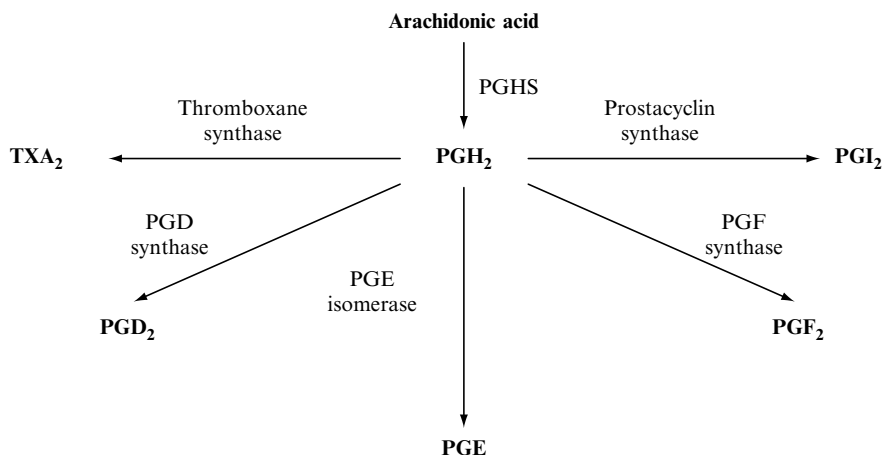 Arachidonic acid
PGHS
Thromboxane
synthase
Prostacyclin
synthase
TXA₂
PGH₂
PGI₂
PGD
synthase
PGF
synthase
PGE
isomerase
PGD₂
PGF₂
PGE